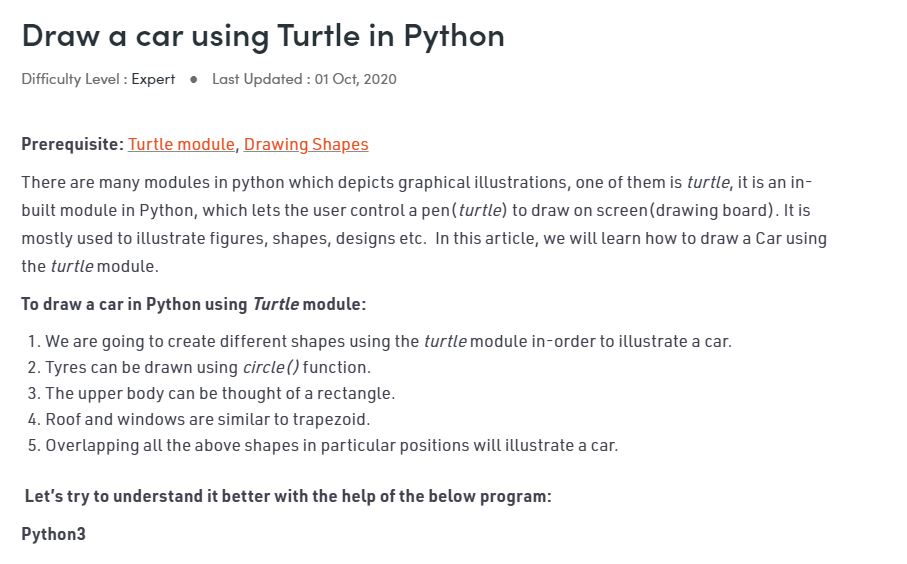 Draw a car using Turtle in Python
Difficulty Level : Expert ● Last Updated : 01 Oct, 2020
Prerequisite: Turtle module, Drawing Shapes
There are many modules in python which depicts graphical illustrations, one of them is turtle, it is an in-
built module in Python, which lets the user control a pen(turtle) to draw on screen(drawing board). It is
mostly used to illustrate figures, shapes, designs etc.  In this article, we will learn how to draw a Car using
the turtle module.
To draw a car in Python using Turtle module:
1. We are going to create different shapes using the turtle module in-order to illustrate a car.
2. Tyres can be drawn using circle() function.
3. The upper body can be thought of a rectangle.
4. Roof and windows are similar to trapezoid.
5. Overlapping all the above shapes in particular positions will illustrate a car.
Let's try to understand it better with the help of the below program:
Python3